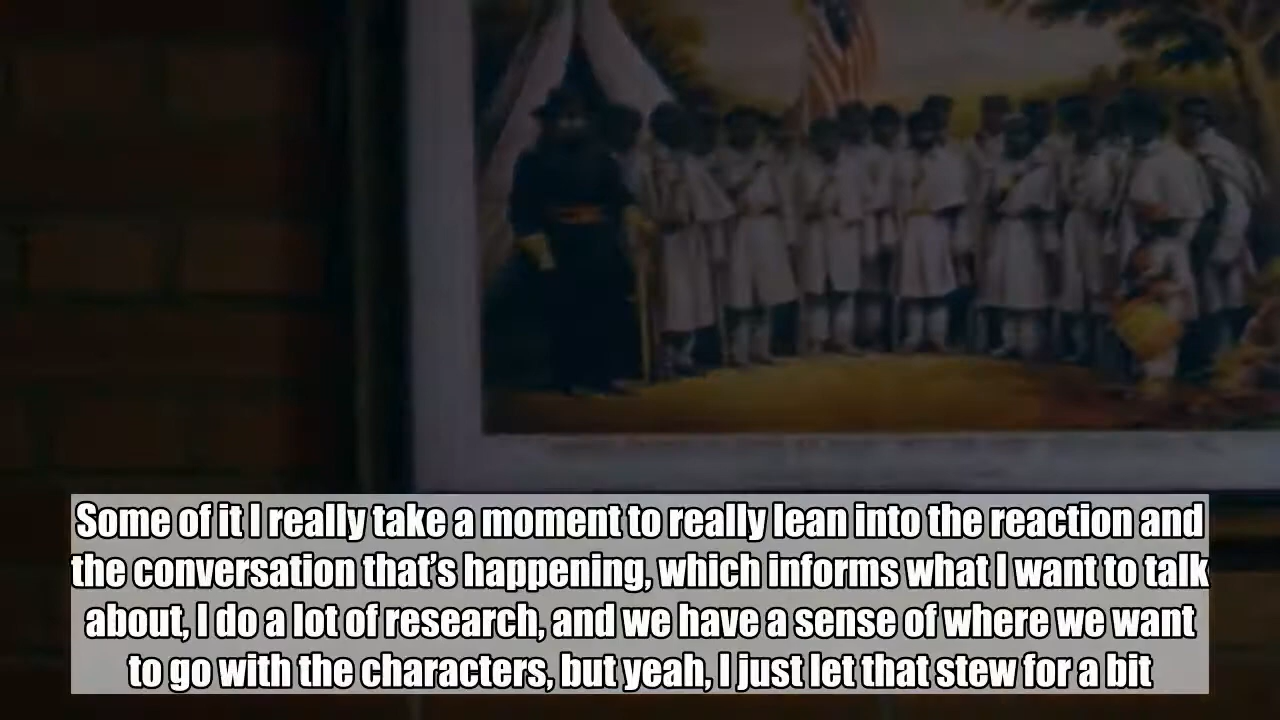 Some of it I really take a moment to really lean into the reaction and
the conversation that’s happening, which informs what I want to talk
about, I do a lot of research, and we have a sense of where we want
to go with the characters, but yeah, I just let that stew for a bit